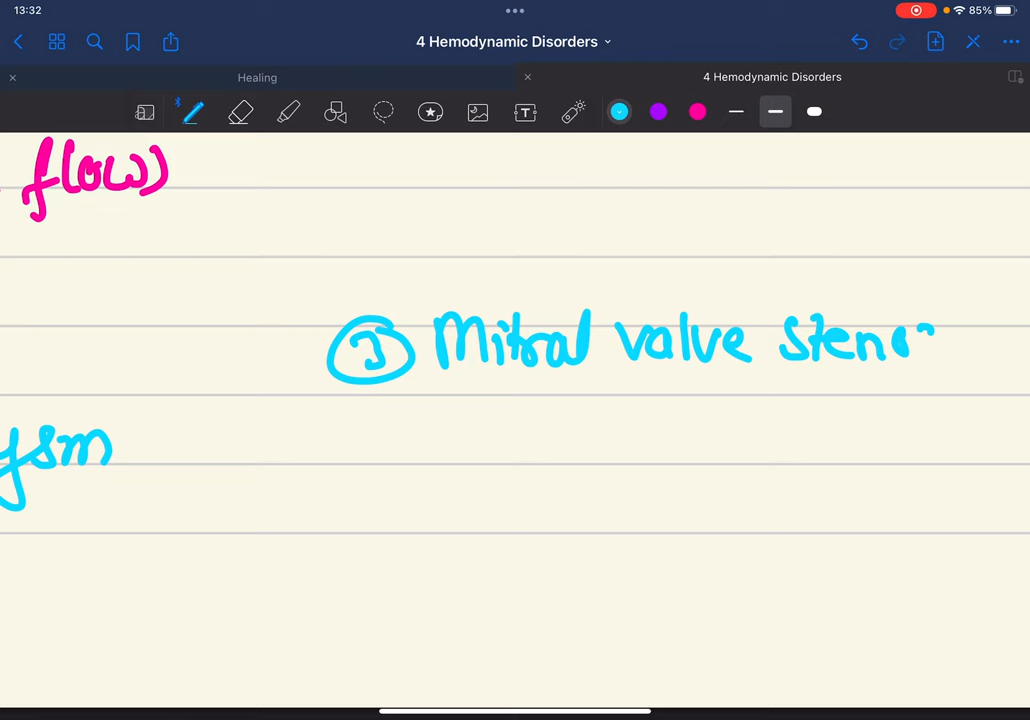 13:32
85%
4 Hemodynamic Disorders
Healing
4 Hemodynamic Disorders
flow)
③ Mitral valve Steno
ysm